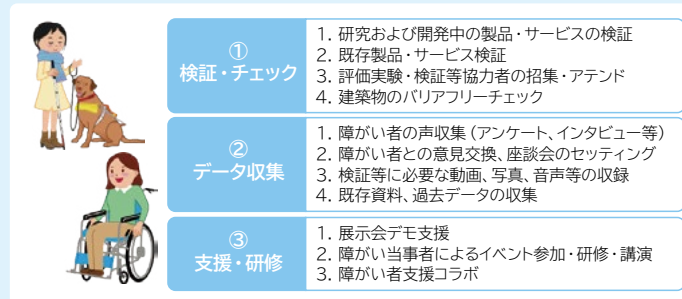 ①
検証・チェック
1. 研究および開発中の製品・サービスの検証
2. 既存製品・サービス検証
3. 評価実験・検証等協力者の招集・アテンド
4. 建築物のバリアフリーチェック
②
データ収集
1. 障がい者の声収集（アンケート、インタビュー等）
2. 障がい者との意見交換、座談会のセッティング
3. 検証等に必要な動画、写真、音声等の収録
4. 既存資料、過去データの収集
③
支援・研修
1. 展示会デモ支援
2. 障がい当事者によるイベント参加・研修・講演
3. 障がい者支援コラボ